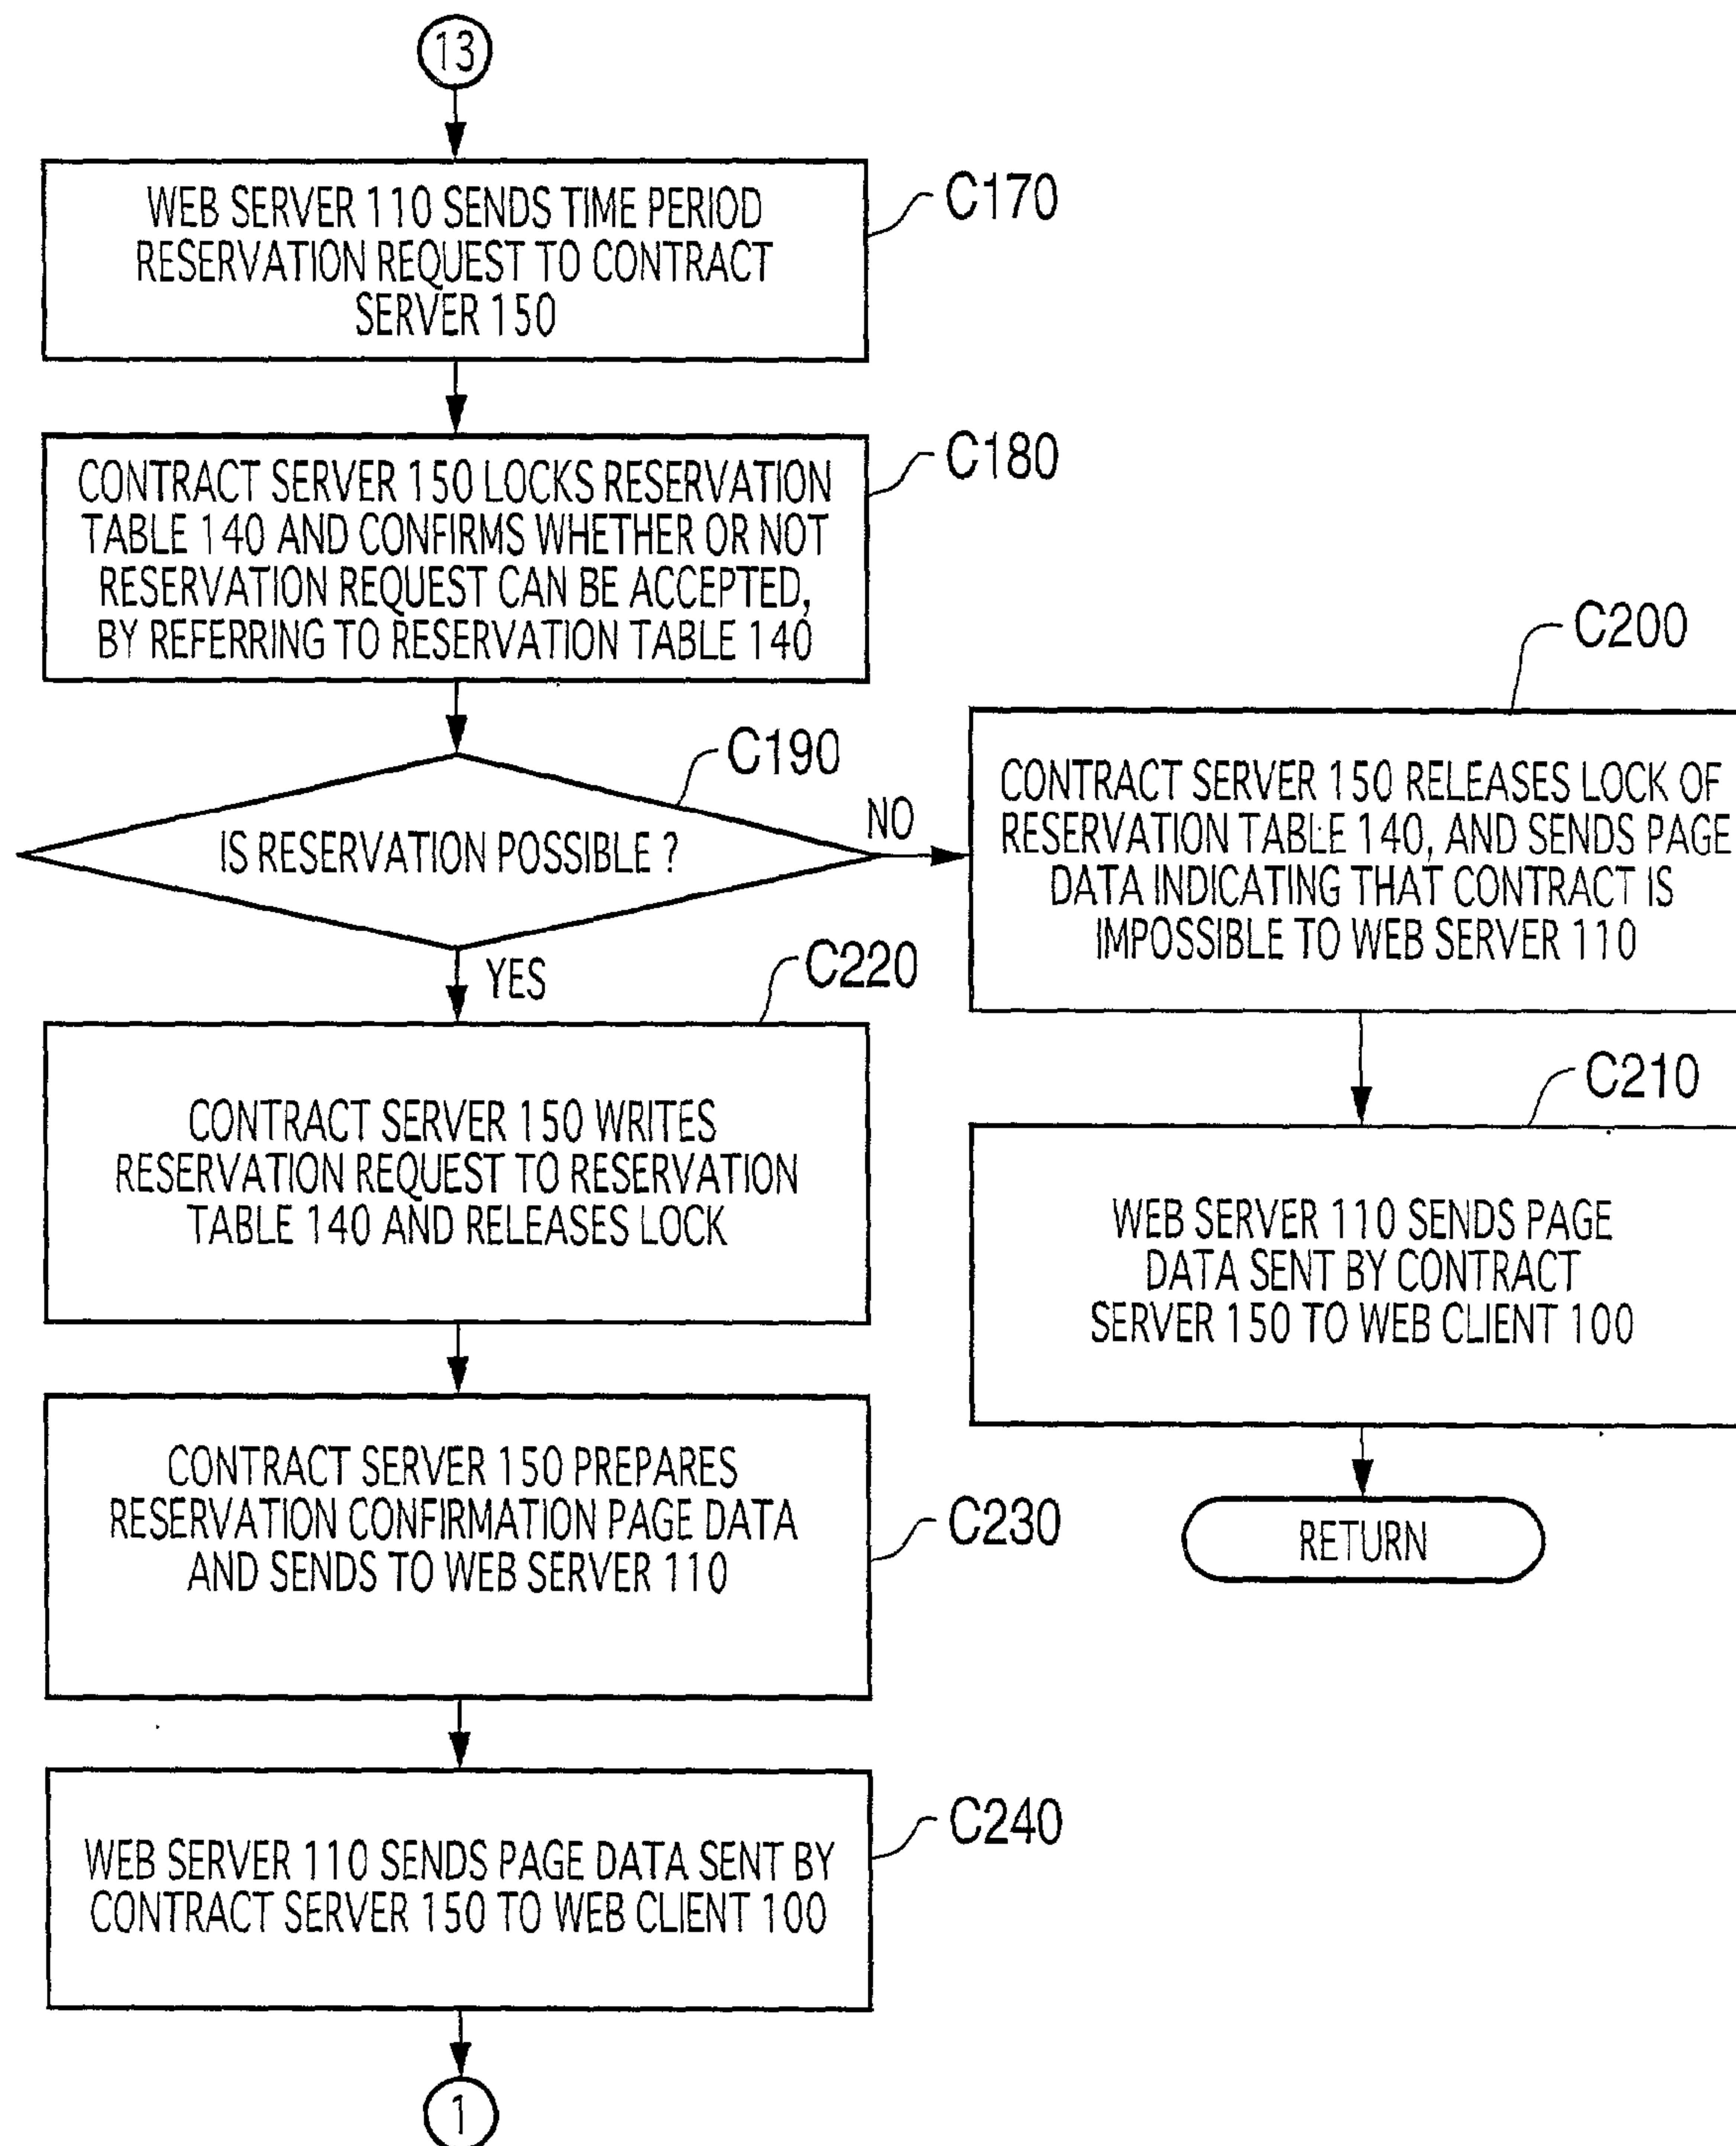 13
WEB SERVER 110 SENDS TIME PERIOD
RESERVATION REQUEST TO CONTRACT
SERVER 150
C170
CONTRACT SERVER 150 LOCKS RESERVATION
TABLE 140 AND CONFIRMS WHETHER OR NOT
RESERVATION REQUEST CAN BE ACCEPTED,
BY REFERRING TO RESERVATION TABLE 140
C180
IS RESERVATION POSSIBLE ?
C190
NO
YES
C200
CONTRACT SERVER 150 RELEASES LOCK OF
RESERVATION TABLE 140, AND SENDS PAGE
DATA INDICATING THAT CONTRACT IS
IMPOSSIBLE TO WEB SERVER 110
C210
WEB SERVER 110 SENDS PAGE
DATA SENT BY CONTRACT
SERVER 150 TO WEB CLIENT 100
RETURN
C220
CONTRACT SERVER 150 WRITES
RESERVATION REQUEST TO RESERVATION
TABLE 140 AND RELEASES LOCK
CONTRACT SERVER 150 PREPARES
RESERVATION CONFIRMATION PAGE DATA
AND SENDS TO WEB SERVER 110
C230
WEB SERVER 110 SENDS PAGE DATA SENT BY
CONTRACT SERVER 150 TO WEB CLIENT 100
C240
1